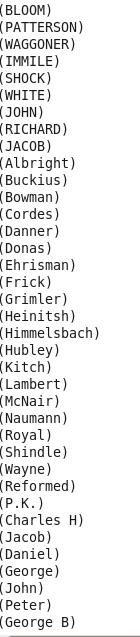 (BLOOM)
(PATTERSON)
(WAGGONER)
(IMMILE)
(SHOCK)
(WHITE)
(JOHN)
(RICHARD)
(JACOB)
(Albright)
(Buckius)
(Bowman)
(Cordes)
(Danner)
(Donas)
(Ehrisman)
(Frick)
(Grimler)
(Heinitsh)
(Himmelsbach)
(Hubley)
(Kitch)
(Lambert)
(McNair)
(Naumann)
(Royal)
(Shindle)
(Wayne)
(Reformed)
(P.K.)
(Charles H)
(Jacob)
(Daniel)
(George)
(John)
(Peter)
(George B)